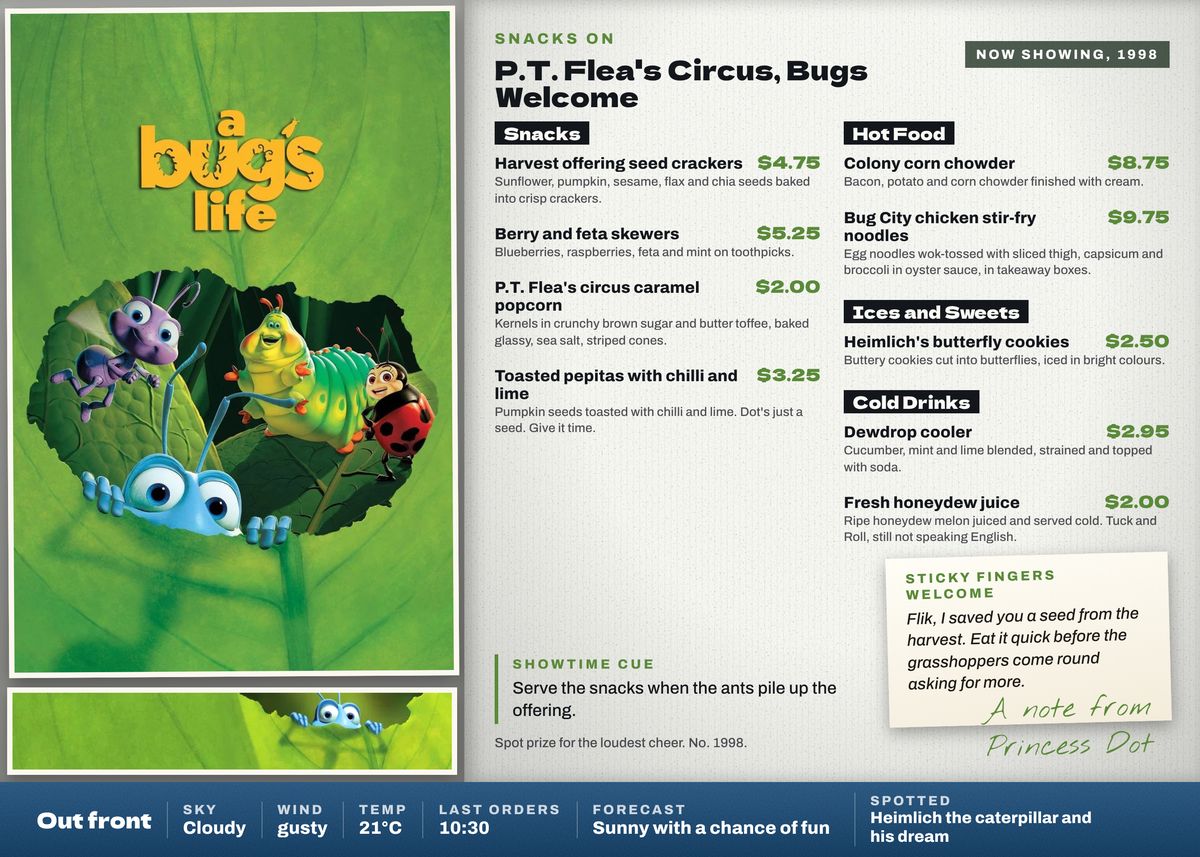 a
bug's
life
SNACKS ON
P.T. Flea's Circus, Bugs
Welcome
NOW SHOWING, 1998
Snacks
Harvest offering seed crackers $4.75
Sunflower, pumpkin, sesame, flax and chia seeds baked
into crisp crackers.
Berry and feta skewers $5.25
Blueberries, raspberries, feta and mint on toothpicks.
P.T. Flea's circus caramel $2.00
popcorn
Kernels in crunchy brown sugar and butter toffee, baked
glassy, sea salt, striped cones.
Toasted pepitas with chilli and $3.25
lime
Pumpkin seeds toasted with chilli and lime. Dot's just a
seed. Give it time.
Hot Food
Colony corn chowder $8.75
Bacon, potato and corn chowder finished with cream.
Bug City chicken stir-fry $9.75
noodles
Egg noodles wok-tossed with sliced thigh, capsicum and
broccoli in oyster sauce, in takeaway boxes.
Ices and Sweets
Heimlich's butterfly cookies $2.50
Buttery cookies cut into butterflies, iced in bright colours.
Cold Drinks
Dewdrop cooler $2.95
Cucumber, mint and lime blended, strained and topped
with soda.
Fresh honeydew juice $2.00
Ripe honeydew melon juiced and served cold. Tuck and
Roll, still not speaking English.
STICKY FINGERS
WELCOME
Flik, I saved you a seed from the
harvest. Eat it quick before the
grasshoppers come round
asking for more.
A note from
Princess Dot
SHOWTIME CUE
Serve the snacks when the ants pile up the
offering.
Spot prize for the loudest cheer. No. 1998.
Out front
SKY
Cloudy
WIND
gusty
TEMP
21°C
LAST ORDERS
10:30
FORECAST
Sunny with a chance of fun
SPOTTED
Heimlich the caterpillar and
his dream